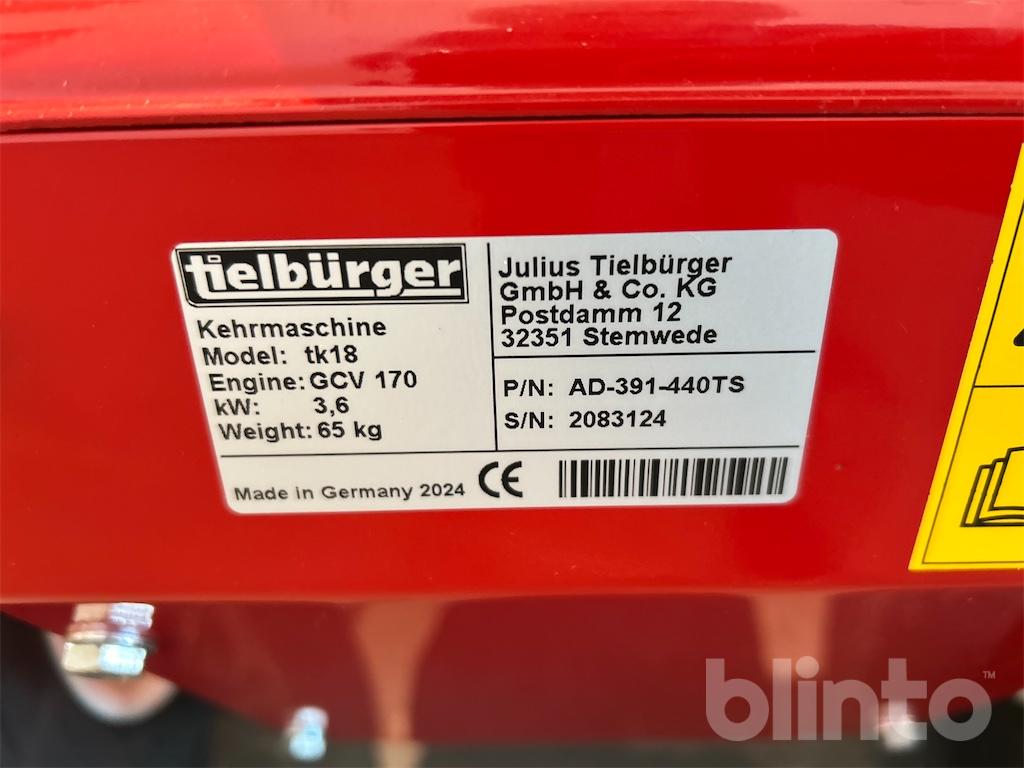 tielbürger
Kehrmaschine
Model: tk18
Engine: GCV 170
kW: 3,6
Weight: 65 kg
Julius Tielbürger
GmbH & Co. KG
Postdamm 12
32351 Stemwede
P/N: AD-391-440TS
S/N: 2083124
Made in Germany 2024 CE
blinto™